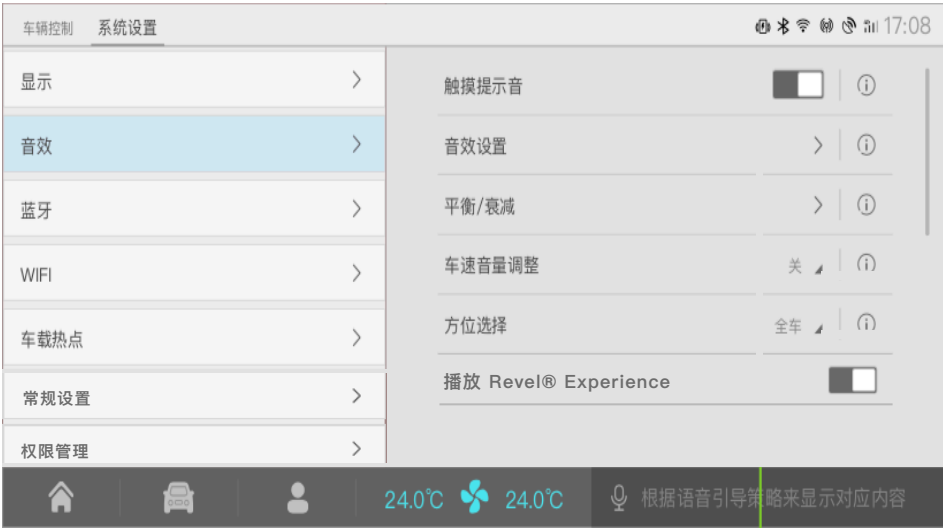 车辆控制 系统设置 17:08
显示
音效
蓝牙
WIFI
车载热点
常规设置
权限管理
触摸提示音
音效设置
平衡/衰减
车速音量调整 关
方位选择 全车
播放 Revel® Experience
24.0℃ 24.0℃ 根据语音引导策略来显示对应内容